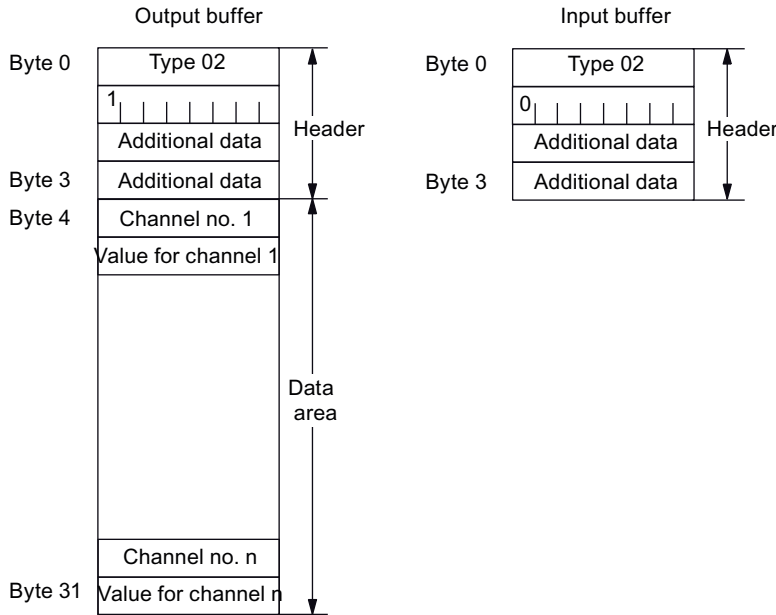 Output buffer
Byte 0
Type 02
1
Additional data
Header
Byte 3
Additional data
Byte 4
Channel no. 1
Value for channel 1
Data
area
Channel no. n
Byte 31
Value for channel n
Input buffer
Byte 0
Type 02
0
Additional data
Header
Byte 3
Additional data